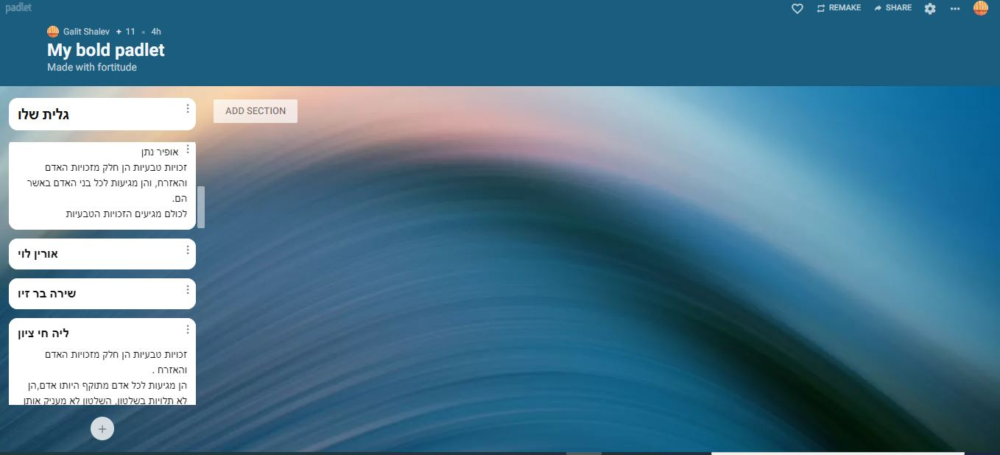 padlet
REMAKE
SHARE
Galit Shalev + 11 • 4h
My bold padlet
Made with fortitude
גלית שלו
ADD SECTION
אופיר נתן
זכויות טבעיות הן חלק מזכויות האדם
והאזרח, והן מגיעות לכל בני האדם באשר
הם.
לכולם מגיעים הזכויות הטבעיות
אורין לוי
שירה בר זיו
ליה חי ציון
זכויות טבעיות הן חלק מזכויות האדם
והאזרח .
הן מגיעות לכל אדם מתוקף היותו אדם,הן
לא תלויות בשלטון, השלטון לא מעניק אותן